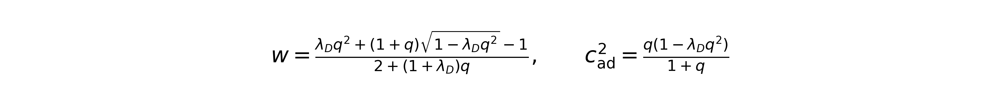 w = \frac{\lambda_D q^2 + (1 + q)\sqrt{1 - \lambda_D q^2} - 1}{2 + (1 + \lambda_D)q}, \qquad c_{\mathrm{ad}}^2 = \frac{q(1 - \lambda_D q^2)}{1 + q}